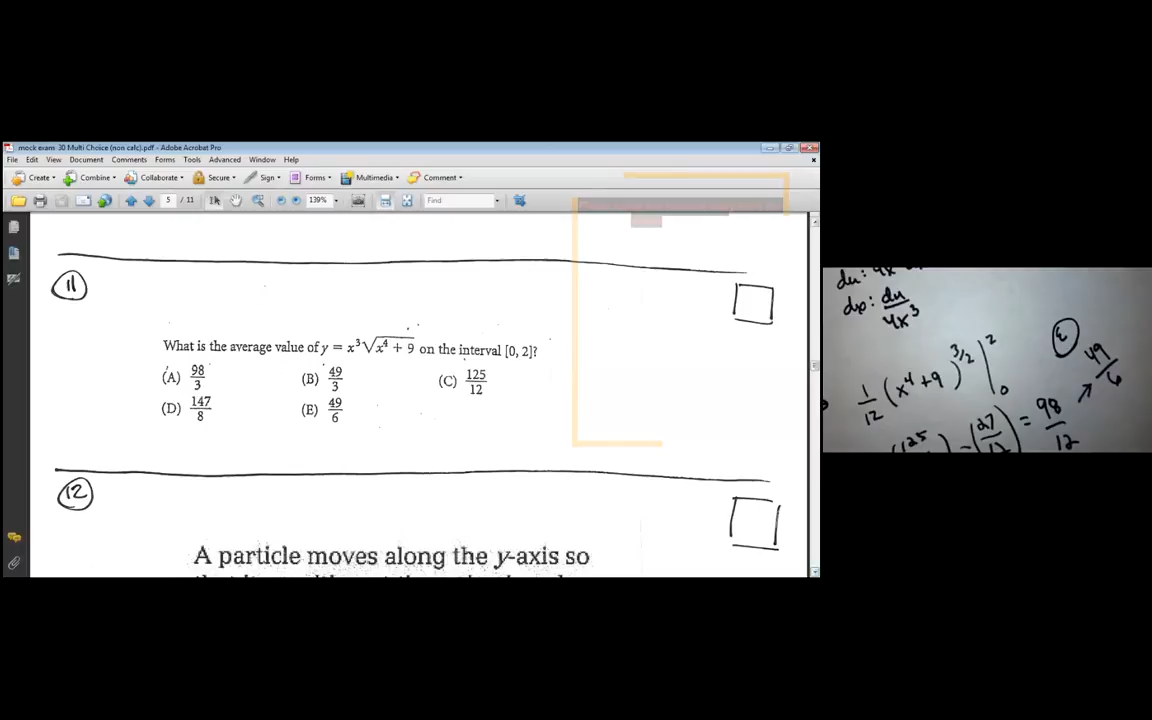 mock exam 30 Multi Choice (non calc).pdf - Adobe Acrobat Pro
File Edit View Document Comments Forms Tools Advanced Window Help
Create Combine Collaborate Secure Sign Forms Multimedia Comment
5 / 11 139% Find
11
What is the average value of y = x³√(x⁴ + 9) on the interval [0, 2]?
(A) 98/3 (B) 49/3 (C) 125/12
(D) 147/8 (E) 49/6
12
A particle moves along the y-axis so
dx: du/4x³
1/12 (x⁴+9)^3/2 |₀²
- (27/12) = 98/12
49/6